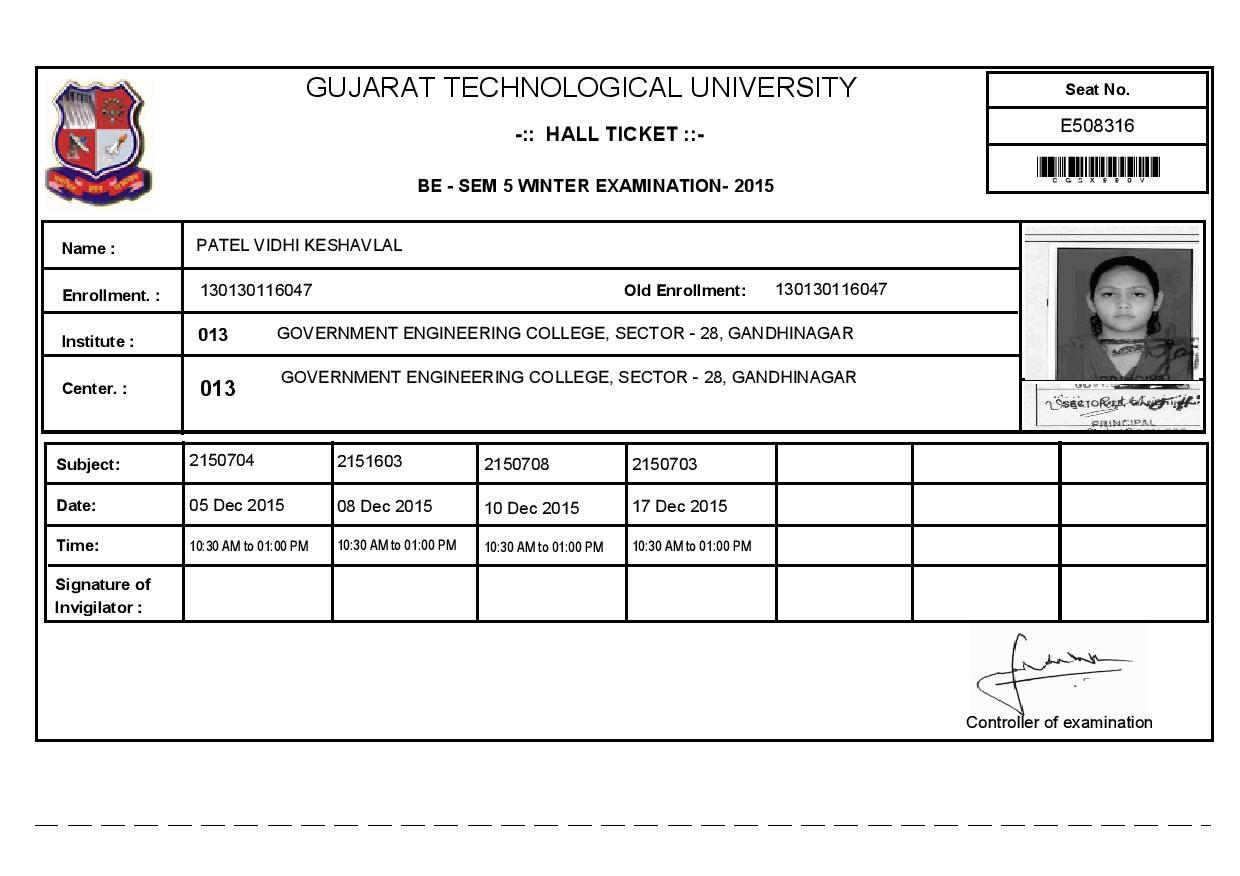 GUJARAT TECHNOLOGICAL UNIVERSITY
-:: HALL TICKET ::-
BE - SEM 5 WINTER EXAMINATION- 2015
Seat No.
E508316
Name : PATEL VIDHI KESHAVLAL
Enrollment. : 130130116047 Old Enrollment: 130130116047
Institute : 013 GOVERNMENT ENGINEERING COLLEGE, SECTOR - 28, GANDHINAGAR
Center. : 013 GOVERNMENT ENGINEERING COLLEGE, SECTOR - 28, GANDHINAGAR
PRINCIPAL
Subject: 2150704 2151603 2150708 2150703
Date: 05 Dec 2015 08 Dec 2015 10 Dec 2015 17 Dec 2015
Time: 10:30 AM to 01:00 PM 10:30 AM to 01:00 PM 10:30 AM to 01:00 PM 10:30 AM to 01:00 PM
Signature of
Invigilator :
Controller of examination